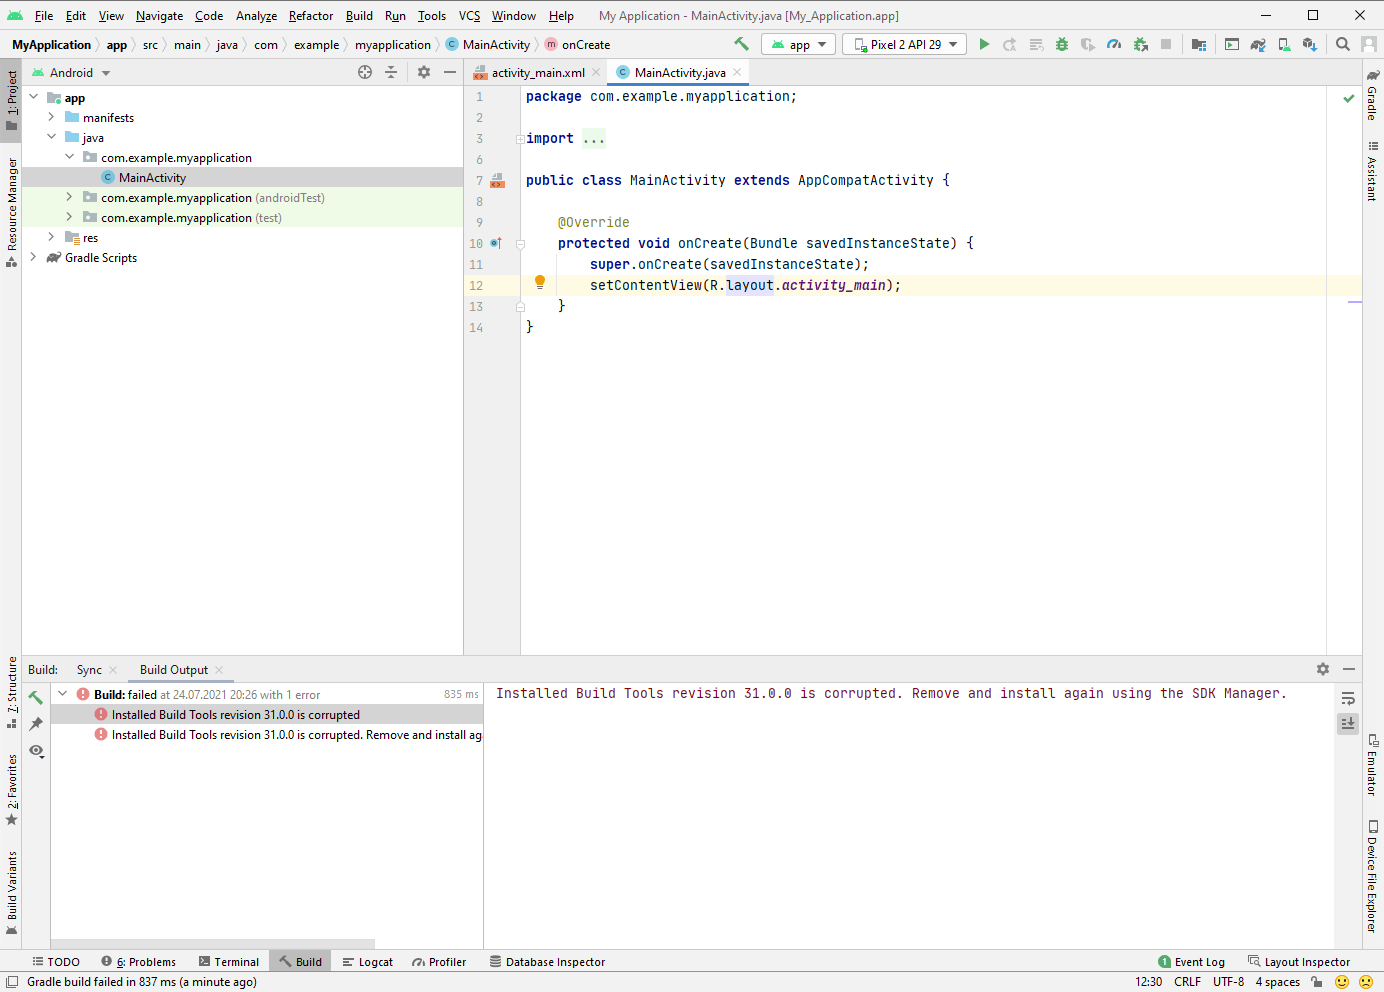 File Edit View Navigate Code Analyze Refactor Build Run Tools VCS Window Help My Application - MainActivity.java [My_Application.app]
MyApplication app src main java com example myapplication C MainActivity m onCreate app Pixel 2 API 29
1: Project
Resource Manager
7: Structure
2: Favorites
Build Variants
Android
app
manifests
java
com.example.myapplication
C MainActivity
com.example.myapplication (androidTest)
com.example.myapplication (test)
res
Gradle Scripts
activity_main.xml C MainActivity.java
1 package com.example.myapplication;
2
3 import ...
6
7 public class MainActivity extends AppCompatActivity {
8
9 @Override
10 protected void onCreate(Bundle savedInstanceState) {
11 super.onCreate(savedInstanceState);
12 setContentView(R.layout.activity_main);
13 }
14 }
Gradle
Assistant
Emulator
Device File Explorer
Build: Sync Build Output
Build: failed at 24.07.2021 20:26 with 1 error 835 ms
Installed Build Tools revision 31.0.0 is corrupted
Installed Build Tools revision 31.0.0 is corrupted. Remove and install ag
Installed Build Tools revision 31.0.0 is corrupted. Remove and install again using the SDK Manager.
TODO 6: Problems Terminal Build Logcat Profiler Database Inspector 1 Event Log Layout Inspector
Gradle build failed in 837 ms (a minute ago) 12:30 CRLF UTF-8 4 spaces